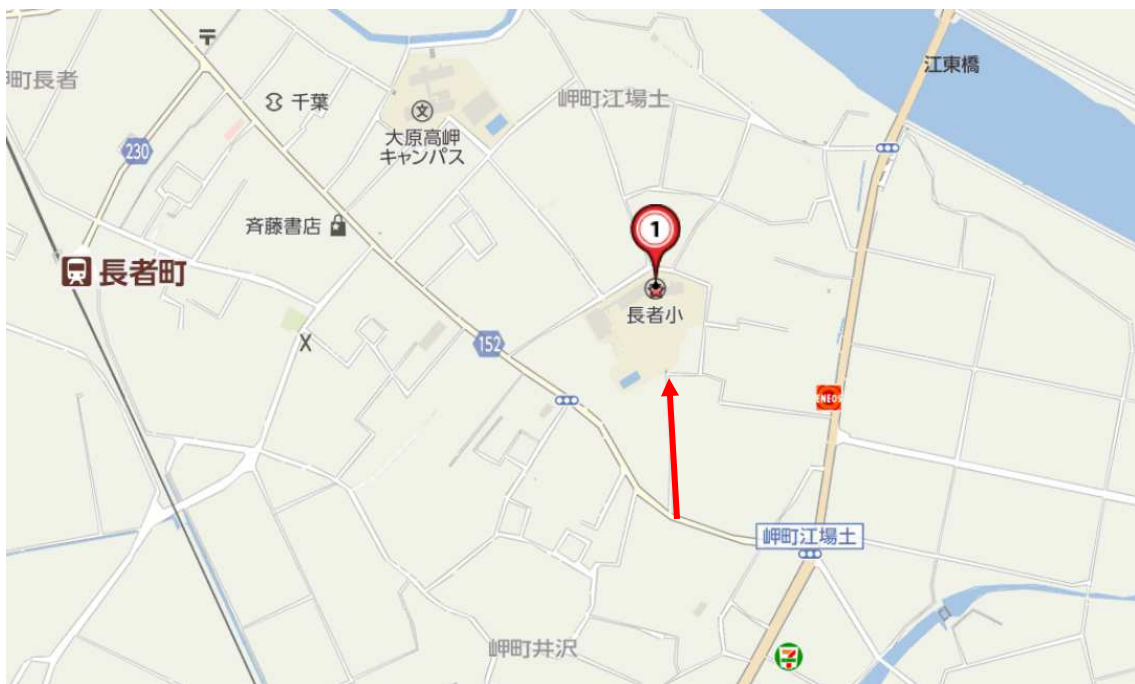 江東橋
岬町江場土
町長者
千葉
大原高岬
キャンパス
230
斉藤書店
1
長者町
長者小
152
ENEOS
岬町江場土
岬町井沢
7